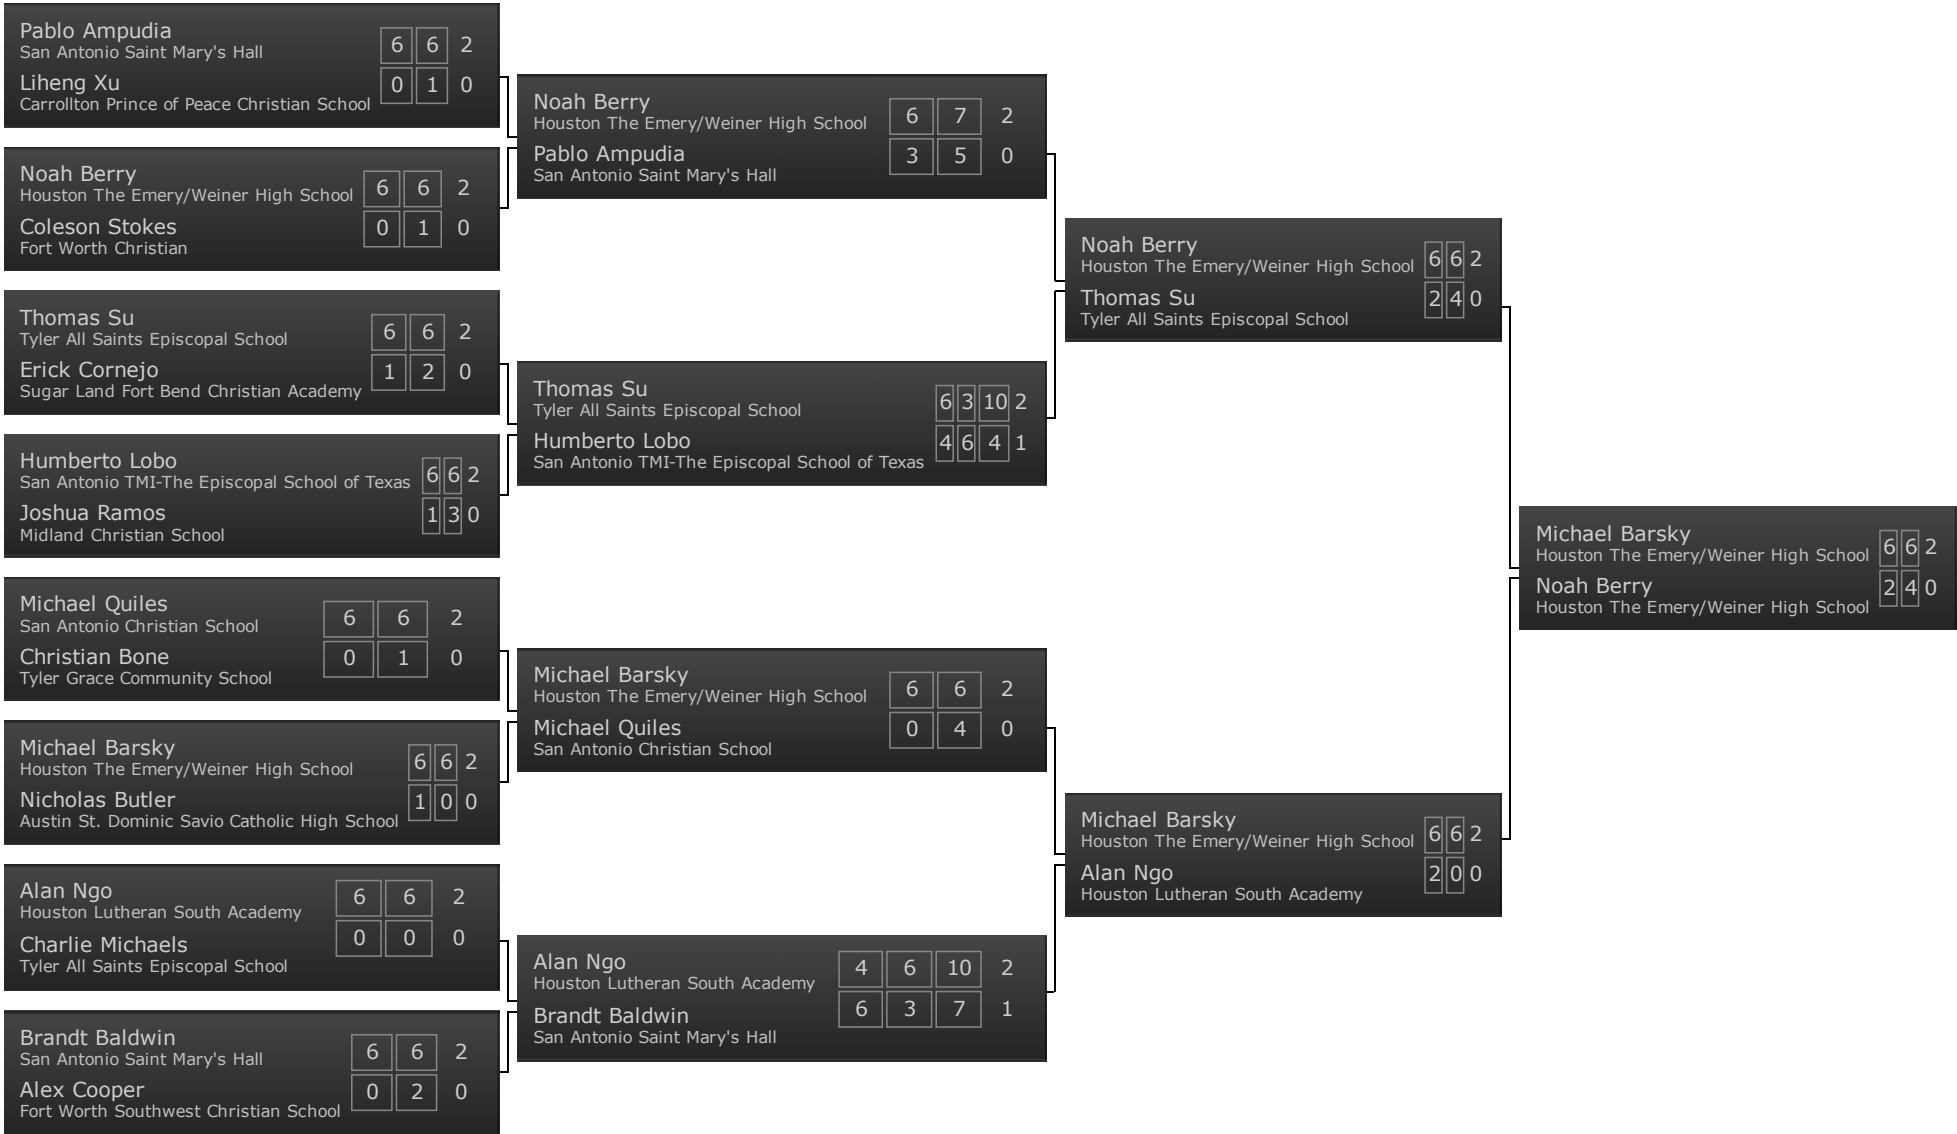 Pablo Ampudia
San Antonio Saint Mary's Hall
6 6 2
Liheng Xu
Carrollton Prince of Peace Christian School
0 1 0
Noah Berry
Houston The Emery/Weiner High School
6 6 2
Coleson Stokes
Fort Worth Christian
0 1 0
Thomas Su
Tyler All Saints Episcopal School
6 6 2
Erick Cornejo
Sugar Land Fort Bend Christian Academy
1 2 0
Humberto Lobo
San Antonio TMI-The Episcopal School of Texas
6 6 2
Joshua Ramos
Midland Christian School
1 3 0
Michael Quiles
San Antonio Christian School
6 6 2
Christian Bone
Tyler Grace Community School
0 1 0
Michael Barsky
Houston The Emery/Weiner High School
6 6 2
Nicholas Butler
Austin St. Dominic Savio Catholic High School
1 0 0
Alan Ngo
Houston Lutheran South Academy
6 6 2
Charlie Michaels
Tyler All Saints Episcopal School
0 0 0
Brandt Baldwin
San Antonio Saint Mary's Hall
6 6 2
Alex Cooper
Fort Worth Southwest Christian School
0 2 0
Noah Berry
Houston The Emery/Weiner High School
6 7 2
Pablo Ampudia
San Antonio Saint Mary's Hall
3 5 0
Thomas Su
Tyler All Saints Episcopal School
6 3 10 2
Humberto Lobo
San Antonio TMI-The Episcopal School of Texas
4 6 4 1
Michael Barsky
Houston The Emery/Weiner High School
6 6 2
Michael Quiles
San Antonio Christian School
0 4 0
Alan Ngo
Houston Lutheran South Academy
4 6 10 2
Brandt Baldwin
San Antonio Saint Mary's Hall
6 3 7 1
Noah Berry
Houston The Emery/Weiner High School
6 6 2
Thomas Su
Tyler All Saints Episcopal School
2 4 0
Michael Barsky
Houston The Emery/Weiner High School
6 6 2
Alan Ngo
Houston Lutheran South Academy
2 0 0
Michael Barsky
Houston The Emery/Weiner High School
6 6 2
Noah Berry
Houston The Emery/Weiner High School
2 4 0